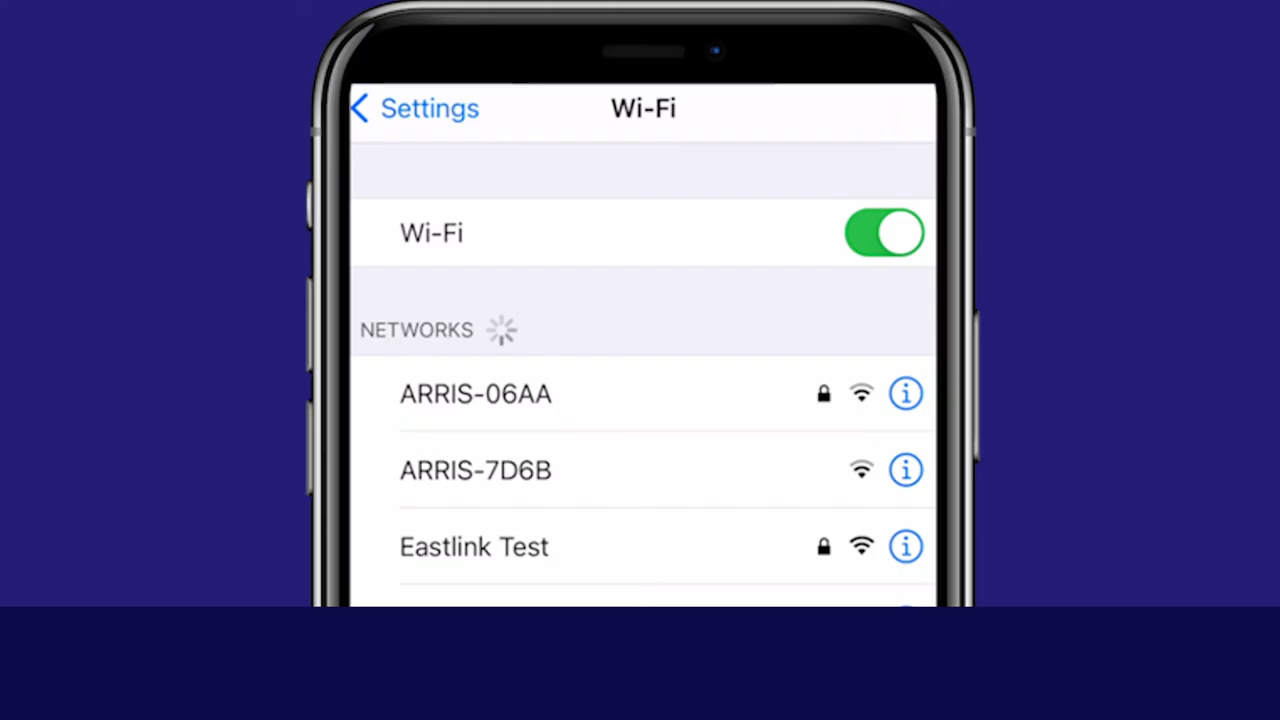 Settings
Wi-Fi
Wi-Fi
NETWORKS
ARRIS-06AA
ARRIS-7D6B
Eastlink Test